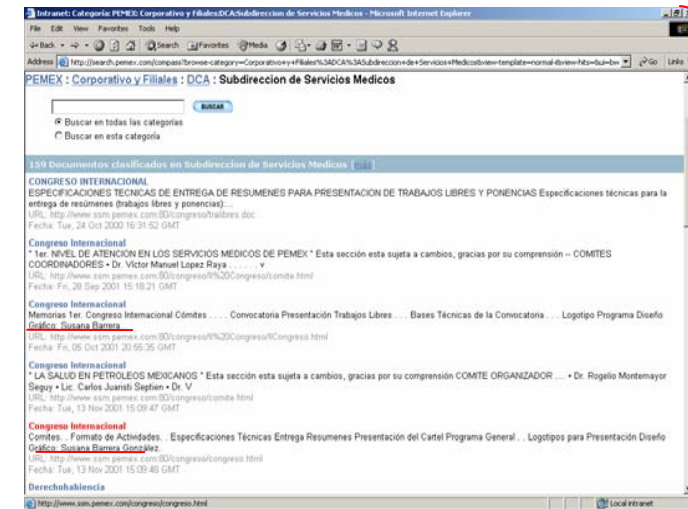 Intranet: Categoria: PEMEX: Corporativo y Filiales:DCA:Subdireccion de Servicios Medicos - Microsoft Internet Explorer
File Edit View Favorites Tools Help
Back Search Favorites Media
Address http://search.pemex.com/compass?browse-category=Corporativo+y+Filiales%3ADCA%3ASubdireccion+de+Servicios+Medicos&view-template=normal-tbview-hits=&ui=bw Go Links
PEMEX : Corporativo y Filiales : DCA : Subdireccion de Servicios Medicos
BUSCAR
Buscar en todas las categorias
Buscar en esta categoría
159 Documentos clasificados en Subdireccion de Servicios Medicos [más]
CONGRESO INTERNACIONAL
ESPECIFICACIONES TECNICAS DE ENTREGA DE RESUMENES PARA PRESENTACION DE TRABAJOS LIBRES Y PONENCIAS Especificaciones técnicas para la
entrega de resúmenes (trabajos libres y ponencias):...
URL: http://www.ssm.pemex.com:80/congreso/tralibres.doc
Fecha: Tue, 24 Oct 2000 16:31:52 GMT
Congreso Internacional
* 1er. NIVEL DE ATENCION EN LOS SERVICIOS MEDICOS DE PEMEX * Esta sección esta sujeta a cambios, gracias por su comprensión -- COMITES
COORDINADORES • Dr. Victor Manuel Lopez Raya . . . . . . v
URL: http://www.ssm.pemex.com:80/congreso/II%20Congreso/comite.html
Fecha: Fri, 28 Sep 2001 15:18:21 GMT
Congreso Internacional
Memorias 1er. Congreso Internacional Cómites . . . . Convocatoria Presentación Trabajos Libres . . . Bases Técnicas de la Convocatoria . . . Logotipo Programa Diseño
Gráfico: Susana Barrera
URL: http://www.ssm.pemex.com:80/congreso/II%20Congreso/IICongreso.html
Fecha: Fri, 05 Oct 2001 20:55:35 GMT
Congreso Internacional
* LA SALUD EN PETROLEOS MEXICANOS * Esta sección esta sujeta a cambios, gracias por su comprensión COMITE ORGANIZADOR .... • Dr. Rogelio Montemayor
Seguy • Lic. Carlos Juaristi Septien • Dr. V
URL: http://www.ssm.pemex.com:80/congreso/comite.html
Fecha: Tue, 13 Nov 2001 15:09:47 GMT
Congreso Internacional
Comites. . Formato de Actividades. . Especificaciones Técnicas Entrega Resumenes Presentación del Cartel Programa General . . Logotipos para Presentación Diseño
Gráfico: Susana Barrera González.
URL: http://www.ssm.pemex.com:80/congreso/congreso.html
Fecha: Tue, 13 Nov 2001 15:09:48 GMT
Derechohabiencia
http://www.ssm.pemex.com/congreso/congreso.html Local intranet